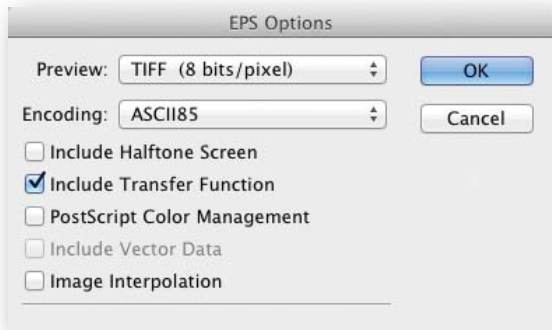 EPS Options
Preview: TIFF (8 bits/pixel) OK
Encoding: ASCII85 Cancel
Include Halftone Screen
Include Transfer Function
PostScript Color Management
Include Vector Data
Image Interpolation